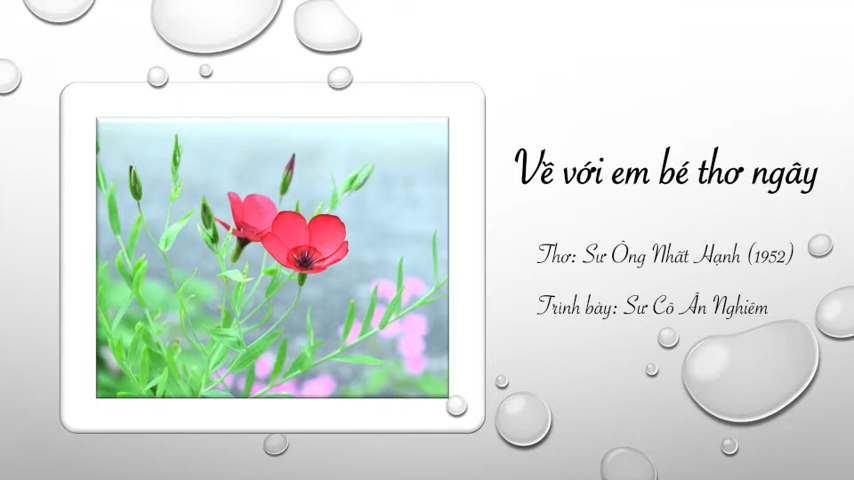 Về với em bé thơ ngây
Thơ: Sư Ông Nhất Hạnh (1952)
Trình bày: Sư Cô Ân Nghiêm